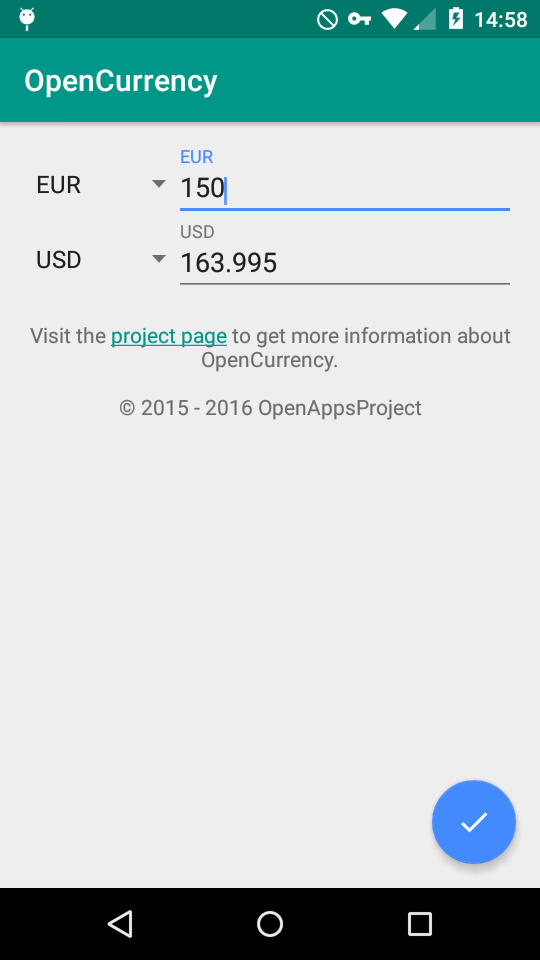 14:58
OpenCurrency
EUR
EUR
150
USD
USD
163.995
Visit the project page to get more information about
OpenCurrency.
© 2015 - 2016 OpenAppsProject